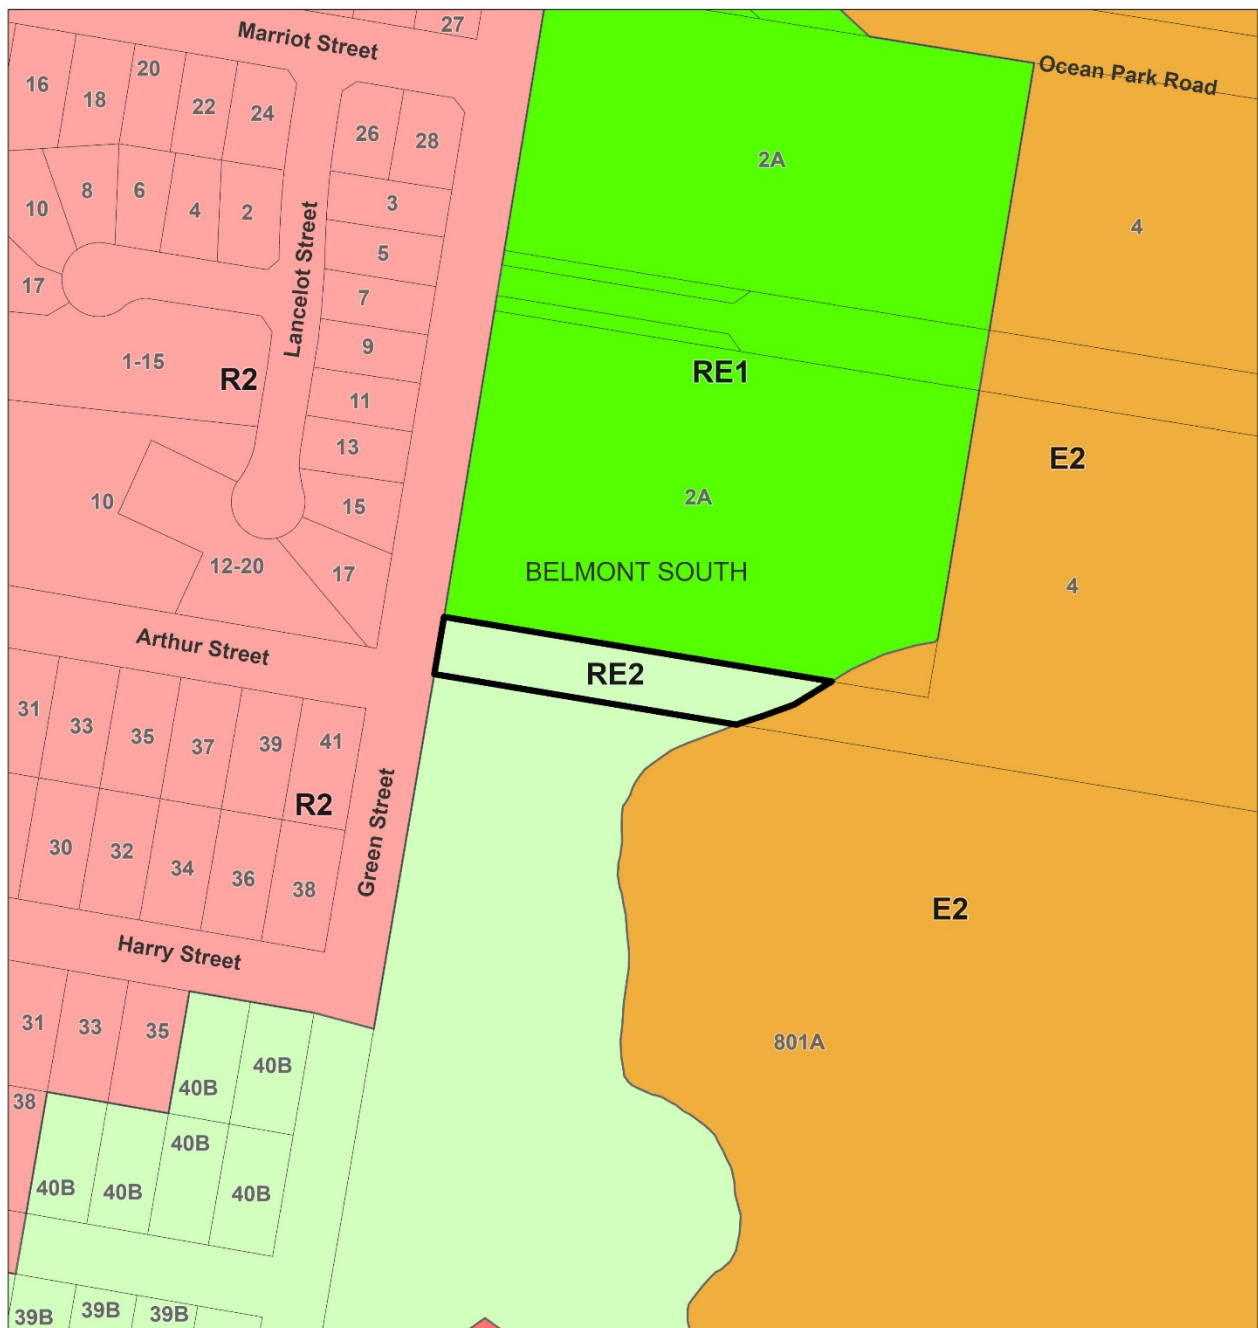 27
Marriot Street
Ocean Park Road
16
18
20
22
24
26
28
2A
10
8
6
4
2
3
4
5
17
7
Lancelot Street
1-15
R2
9
RE1
11
13
E2
10
15
2A
12-20
17
BELMONT SOUTH
4
Arthur Street
RE2
31
33
35
37
39
41
R2
Green Street
30
32
34
36
38
E2
Harry Street
31
33
35
801A
40B
40B
38
40B
40B
40B
40B
39B
39B
39B